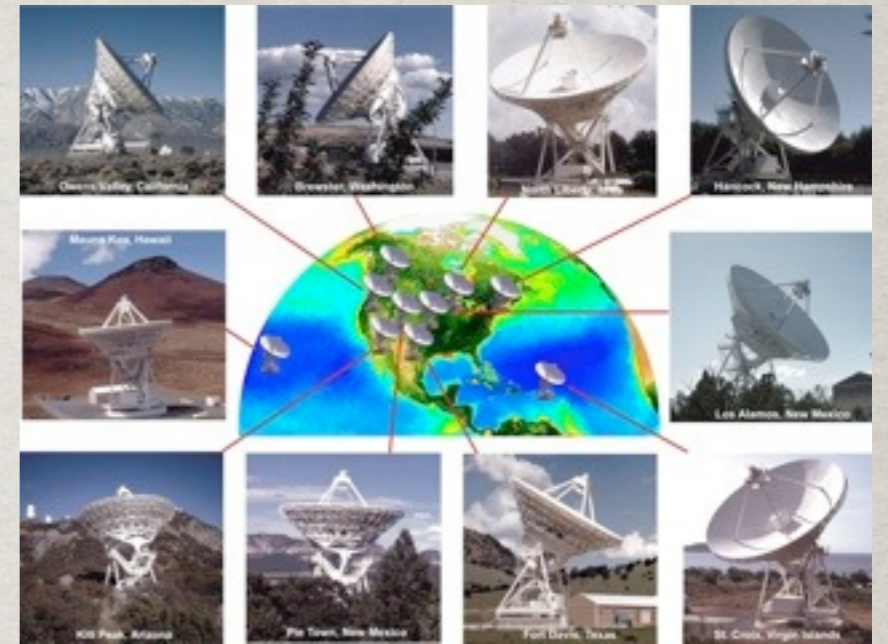 Owens Valley, California
Brewster, Washington
North Liberty, Iowa
Hancock, New Hampshire
Mauna Kea, Hawaii
Los Alamos, New Mexico
Kitt Peak, Arizona
Pie Town, New Mexico
Fort Davis, Texas
St. Croix, Virgin Islands